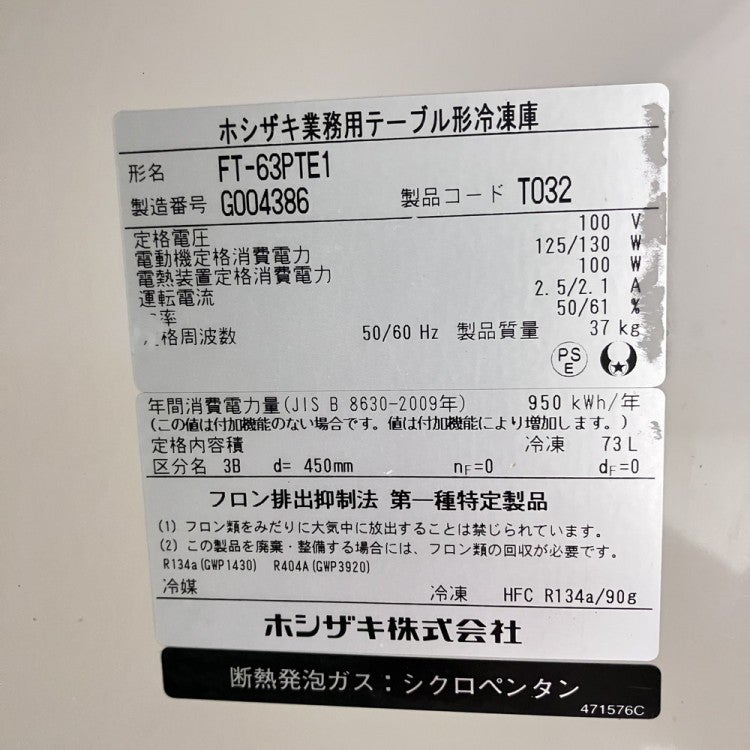 ホシザキ業務用テーブル形冷凍庫
形名 FT-63PTE1
製造番号 G004386 製品コード T032
定格電圧 100 V
電動機定格消費電力 125/130 W
電熱装置定格消費電力 100 W
運転電流 2.5/2.1 A
率 50/61 %
格周波数 50/60 Hz 製品質量 37 kg
PSE
年間消費電力量(JIS B 8630-2009年) 950 kWh/年
(この値は付加機能のない場合です。値は付加機能により増加します。)
定格内容積 冷凍 73 L
区分名 3B d= 450mm nF=0 dF=0
フロン排出抑制法 第一種特定製品
(1) フロン類をみだりに大気中に放出することは禁じられています。
(2) この製品を廃棄・整備する場合には、フロン類の回収が必要です。
R134a(GWP1430) R404A(GWP3920)
冷媒 冷凍 HFC R134a/90g
ホシザキ株式会社
断熱発泡ガス：シクロペンタン
471576C